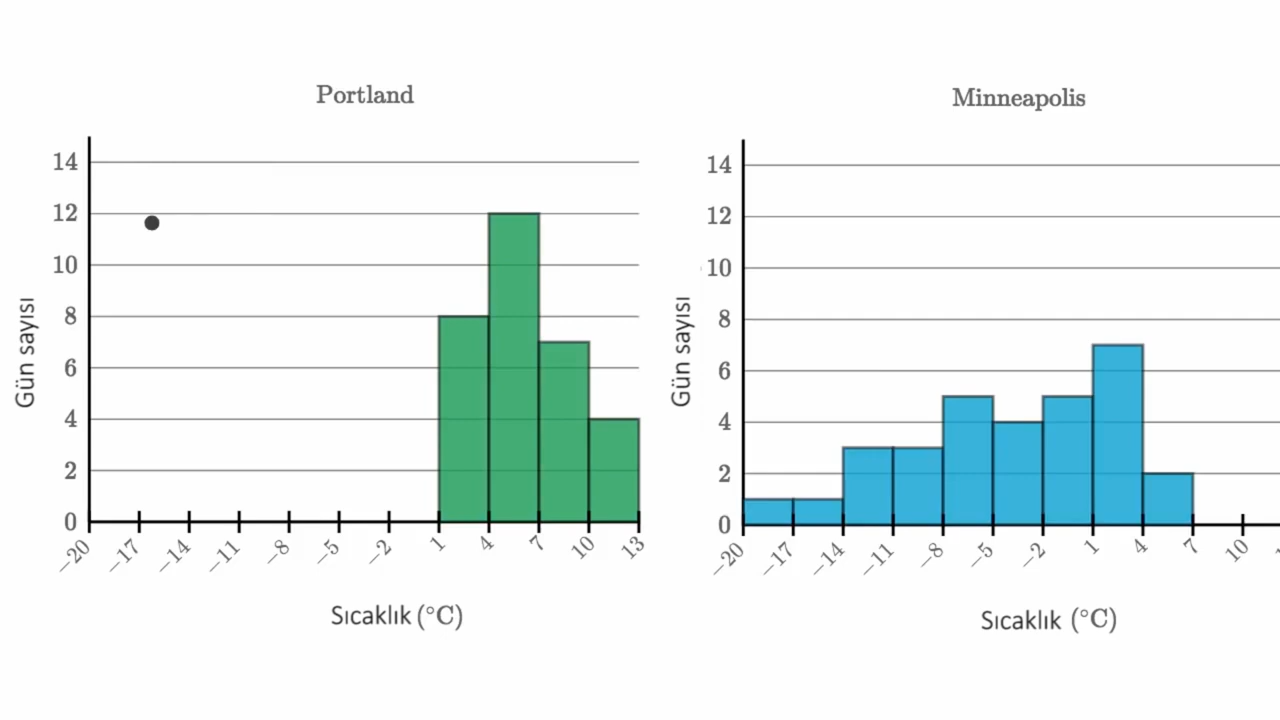 Portland
14
12
10
8
6
4
2
0
Gün sayısı
−20 −17 −14 −11 −8 −5 −2 1 4 7 10 13
Sıcaklık (°C)
Minneapolis
14
12
10
8
6
4
2
0
Gün sayısı
−20 −17 −14 −11 −8 −5 −2 1 4 7 10
Sıcaklık (°C)